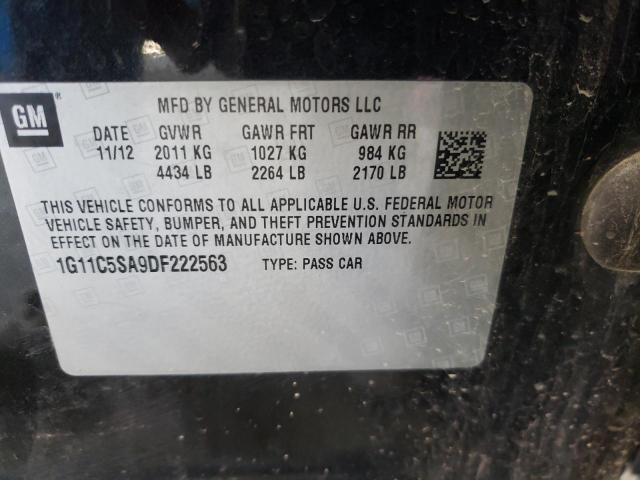 GM ®
MFD BY GENERAL MOTORS LLC
DATE GVWR GAWR FRT GAWR RR
11/12 2011 KG 1027 KG 984 KG
4434 LB 2264 LB 2170 LB
THIS VEHICLE CONFORMS TO ALL APPLICABLE U.S. FEDERAL MOTOR
VEHICLE SAFETY, BUMPER, AND THEFT PREVENTION STANDARDS IN
EFFECT ON THE DATE OF MANUFACTURE SHOWN ABOVE.
1G11C5SA9DF222563 TYPE: PASS CAR